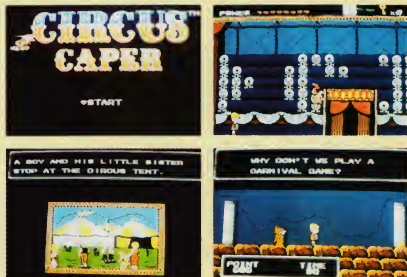 CIRCUS
CAPER
START
POWER
A BOY AND HIS LITTLE SISTER
STOP AT THE CIRCUS TENT.
WHY DON'T WE PLAY A
CARNIVAL GAME?
POINT
TIME